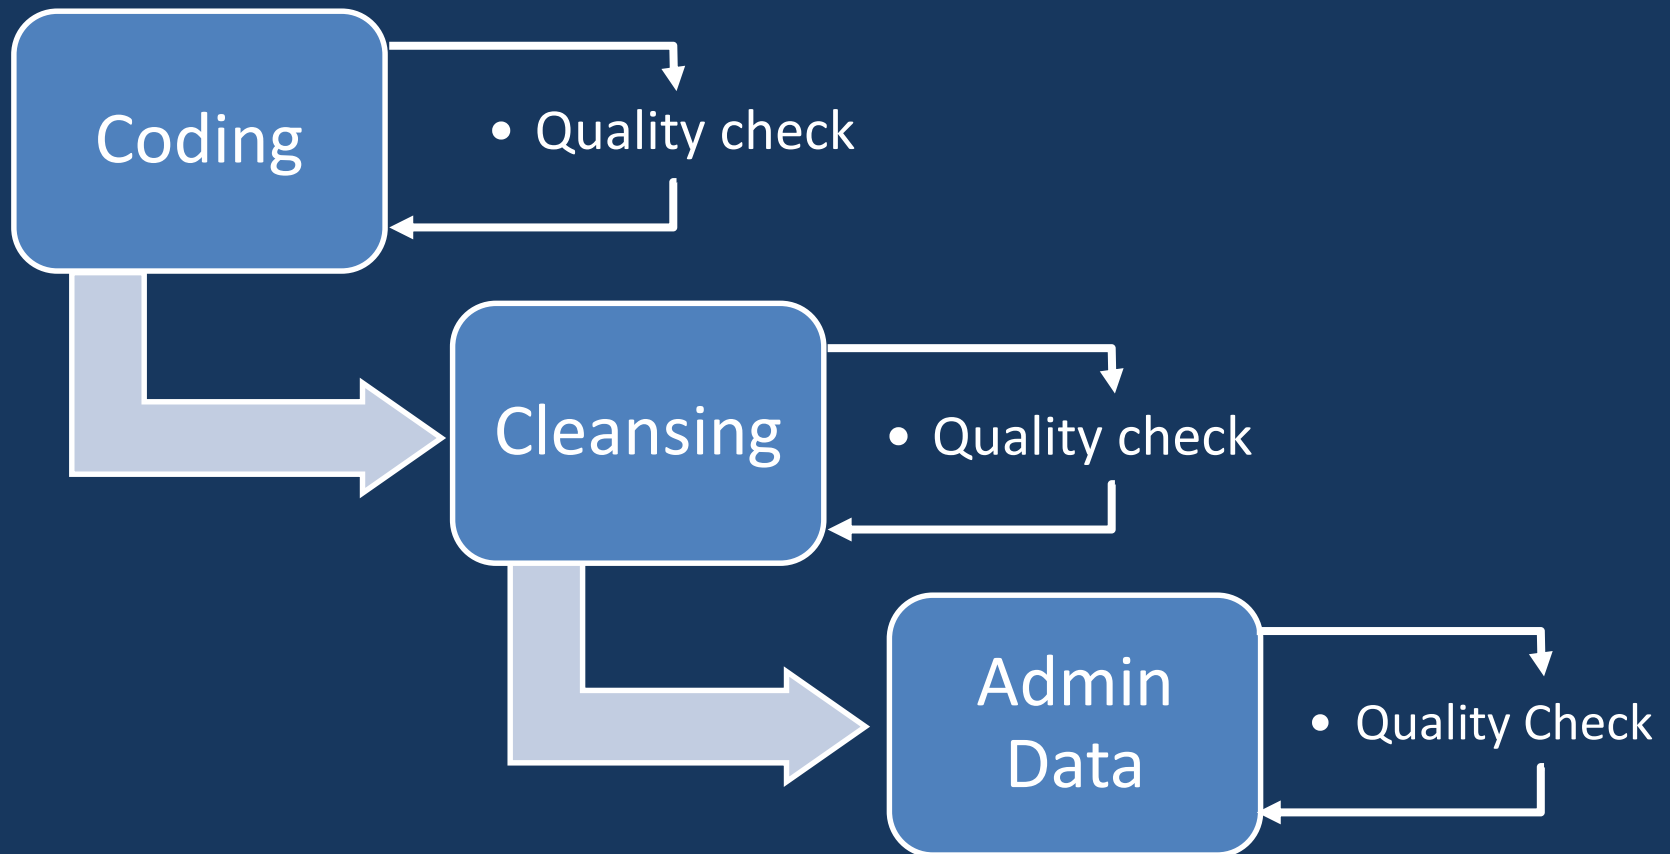 Coding
• Quality check
Cleansing
• Quality check
Admin
Data
• Quality Check